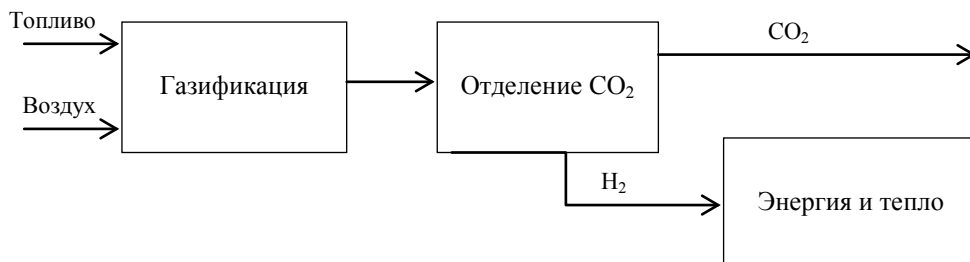 Топливо
CO₂
Газификация
Отделение CO₂
Воздух
H₂
Энергия и тепло